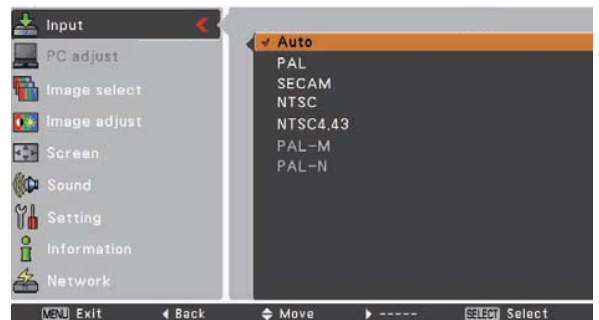 Input
PC adjust
Image select
Image adjust
Screen
Sound
Setting
Information
Network
Auto
PAL
SECAM
NTSC
NTSC4.43
PAL-M
PAL-N
MENU Exit
Back
Move
-----
SELECT Select